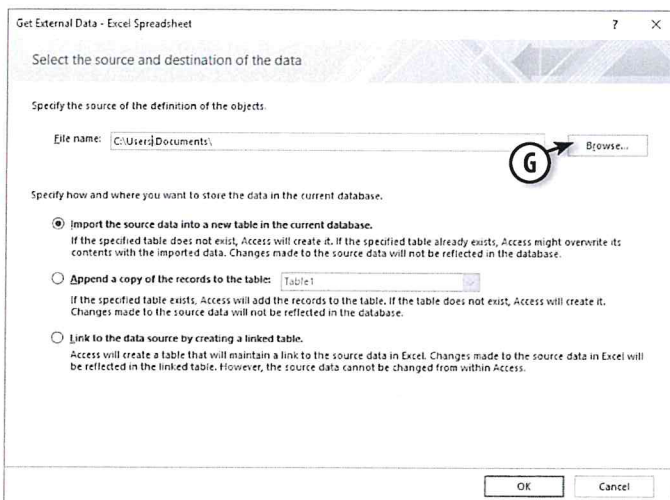 Get External Data - Excel Spreadsheet ? ×
Select the source and destination of the data
Specify the source of the definition of the objects.
File name: C:\Users\Documents\ Browse...
G
Specify how and where you want to store the data in the current database.
Import the source data into a new table in the current database.
If the specified table does not exist, Access will create it. If the specified table already exists, Access might overwrite its
contents with the imported data. Changes made to the source data will not be reflected in the database.
Append a copy of the records to the table: Table1
If the specified table exists, Access will add the records to the table. If the table does not exist, Access will create it.
Changes made to the source data will not be reflected in the database.
Link to the data source by creating a linked table.
Access will create a table that will maintain a link to the source data in Excel. Changes made to the source data in Excel will
be reflected in the linked table. However, the source data cannot be changed from within Access.
OK Cancel